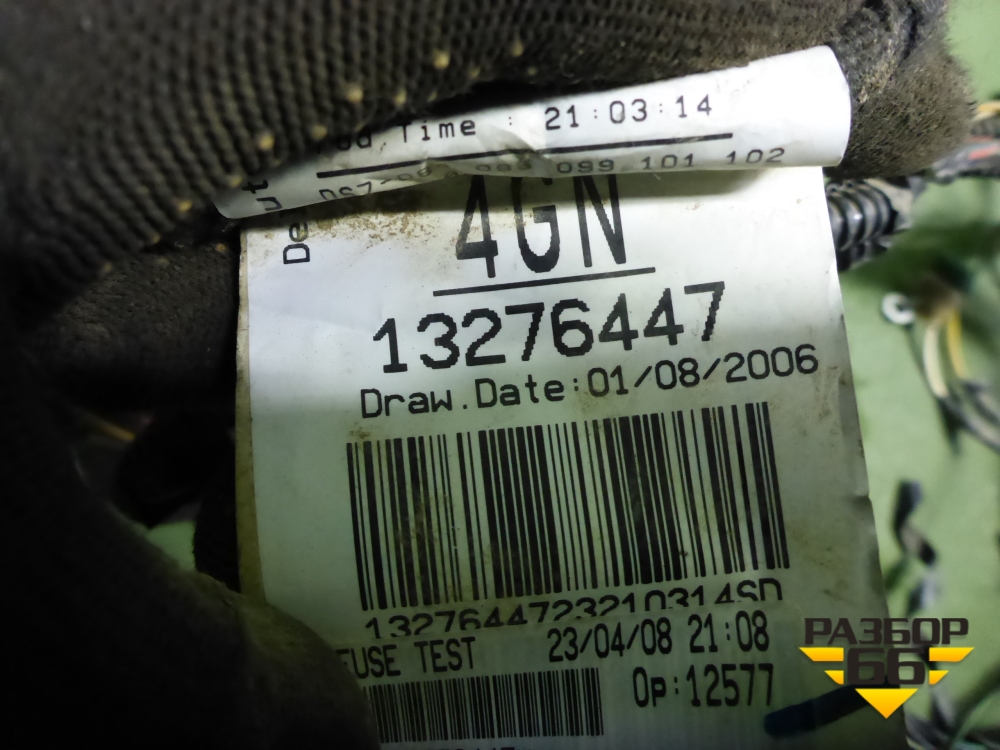 Time : 21:03:14
099 101 102
4GN
13276447
Draw.Date:01/08/2006
1327644723210314SD
FUSE TEST 23/04/08 21:08
Op:12577
РАЗБОР
66